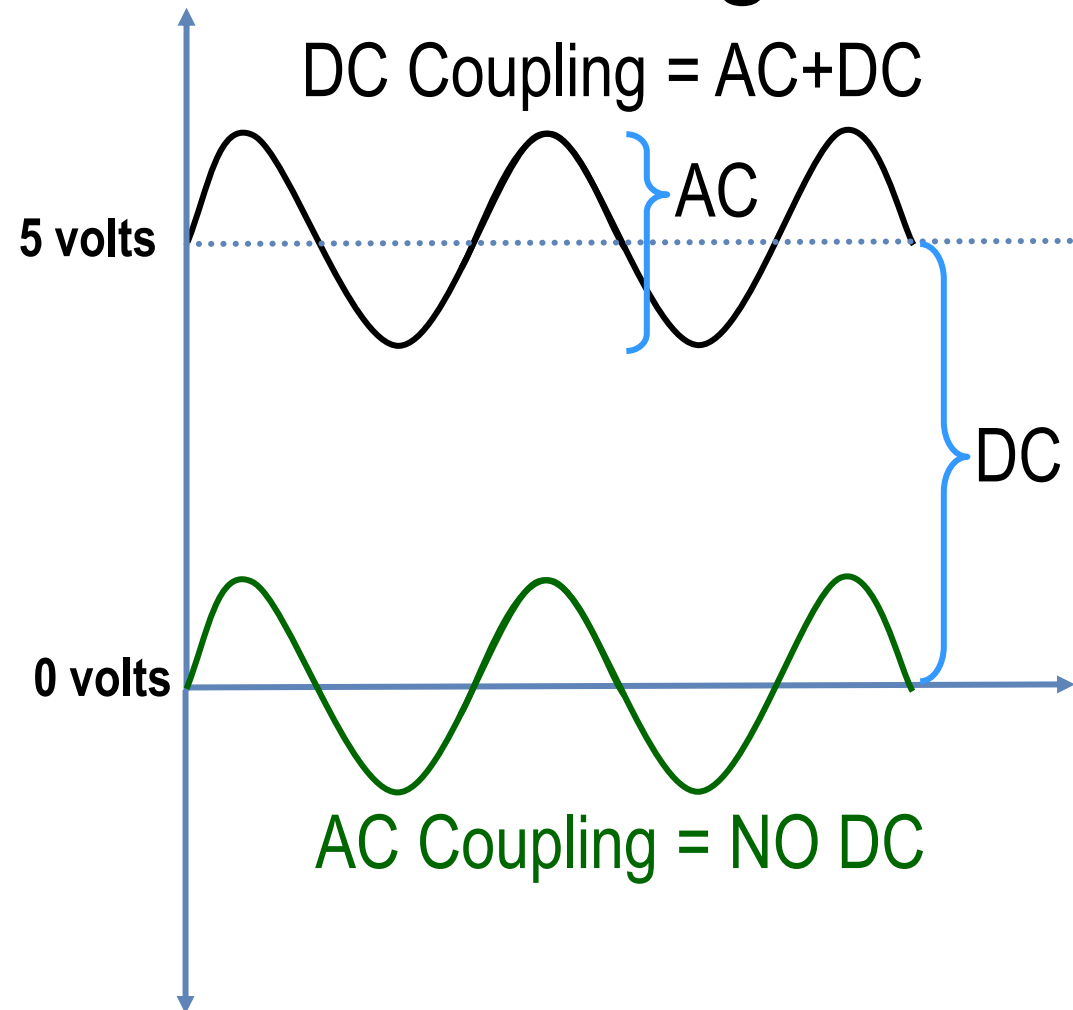 DC Coupling = AC+DC
AC
5 volts
DC
0 volts
AC Coupling = NO DC